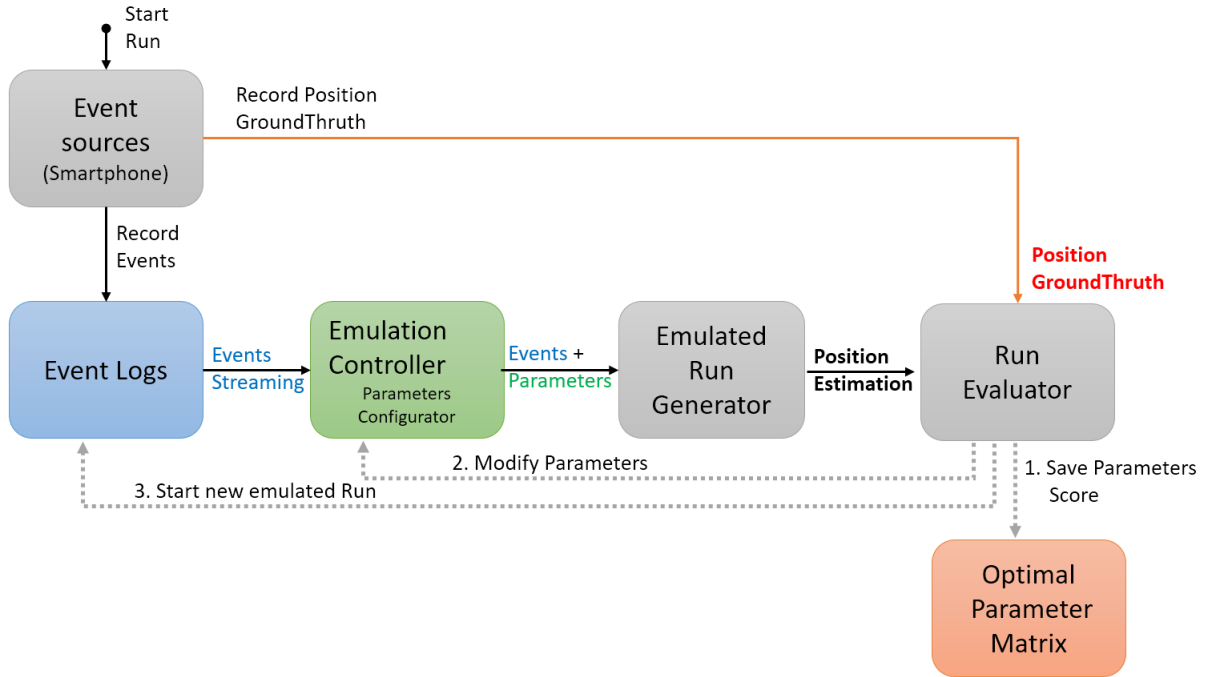 Start
Run
Event
sources
(Smartphone)
Record Position
GroundThruth
Record
Events
Position
GroundThruth
Event Logs
Events
Streaming
Emulation
Controller
Parameters
Configurator
Events +
Parameters
Emulated
Run
Generator
Position
Estimation
Run
Evaluator
2. Modify Parameters
3. Start new emulated Run
1. Save Parameters
Score
Optimal
Parameter
Matrix